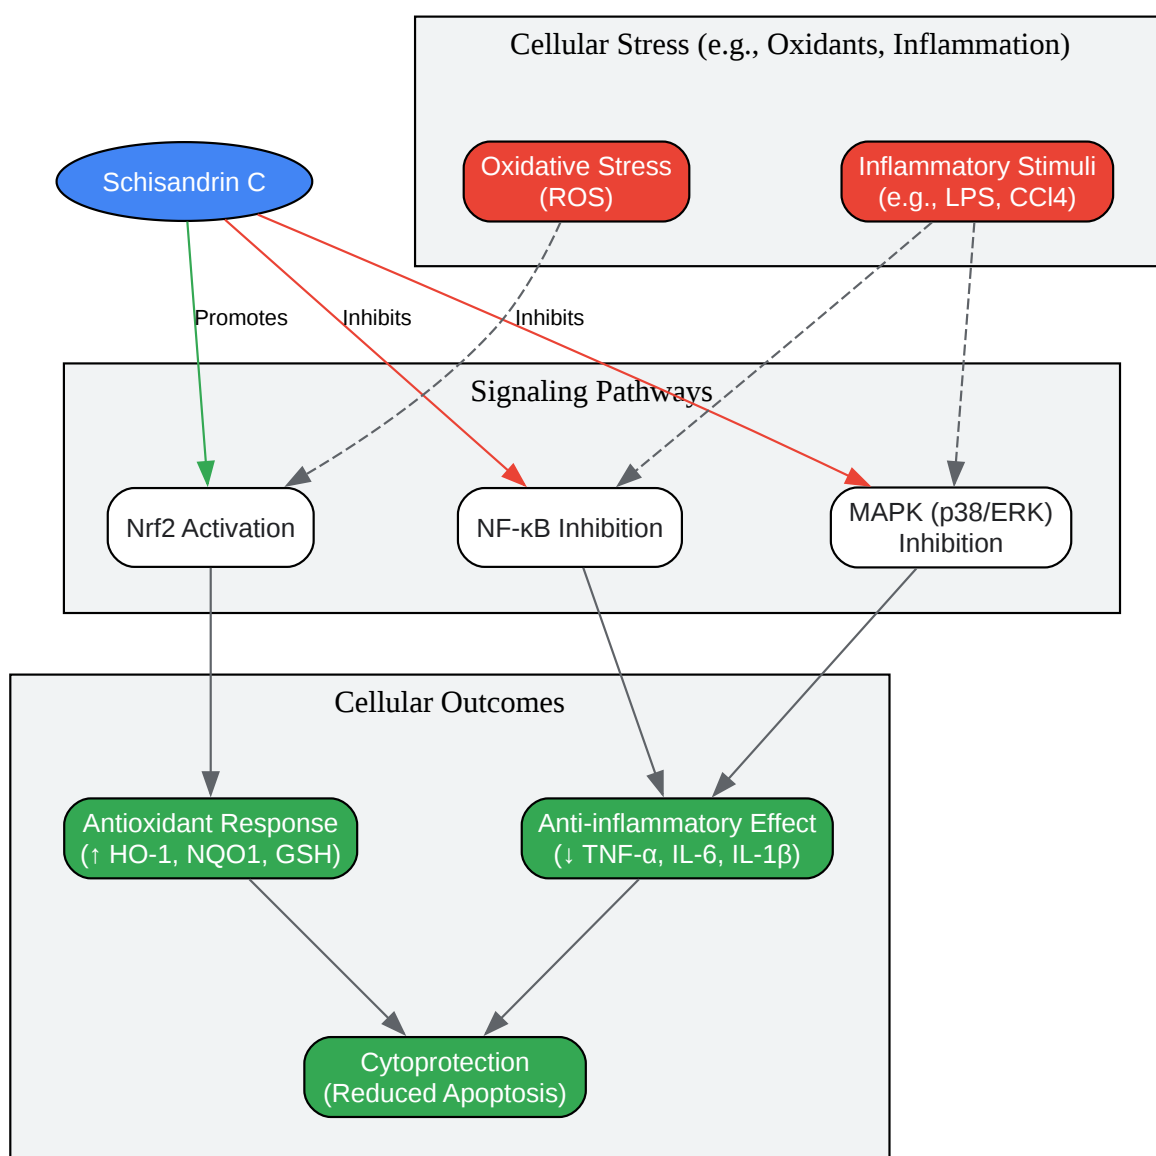 Cellular Stress (e.g., Oxidants, Inflammation)
Schisandrin C
Oxidative Stress
(ROS)
Inflammatory Stimuli
(e.g., LPS, CCl4)
Promotes
Inhibits
Inhibits
Signaling Pathways
Nrf2 Activation
NF-κB Inhibition
MAPK (p38/ERK)
Inhibition
Cellular Outcomes
Antioxidant Response
(↑ HO-1, NQO1, GSH)
Anti-inflammatory Effect
(↓ TNF-α, IL-6, IL-1β)
Cytoprotection
(Reduced Apoptosis)